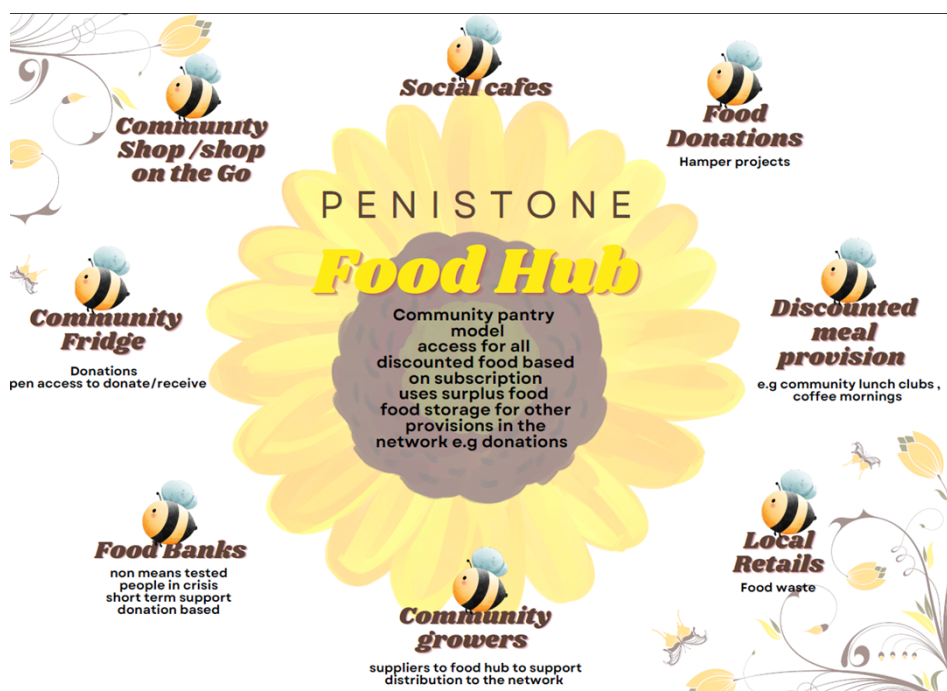 Social cafes
Community
Shop /shop
on the Go
Food
Donations
Hamper projects
PENISTONE
Food Hub
Community pantry
model
access for all
discounted food based
on subscription
uses surplus food
food storage for other
provisions in the
network e.g donations
Community
Fridge
Donations
pen access to donate/receive
Discounted
meal
provision
e.g community lunch clubs ,
coffee mornings
Food Banks
non means tested
people in crisis
short term support
donation based
Local
Retails
Food waste
Community
growers
suppliers to food hub to support
distribution to the network